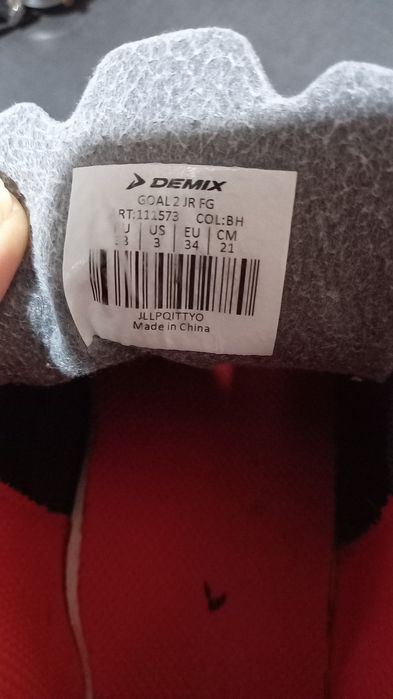 DEMIX
GOAL 2 JR FG
RT:111573 COL:BH
U US EU CM
3 3 34 21
JLLPQITTYO
Made in China